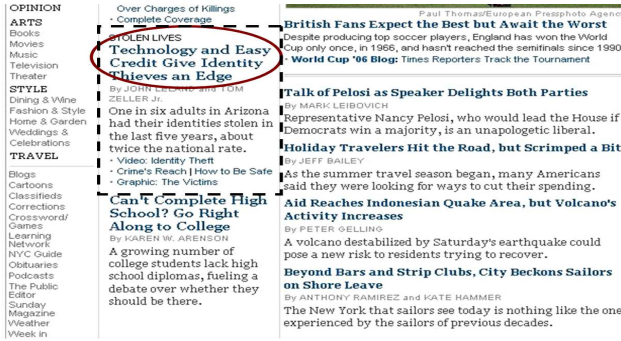 OPINION
ARTS
Books
Movies
Music
Television
Theater
STYLE
Dining & Wine
Fashion & Style
Home & Garden
Weddings &
Celebrations
TRAVEL
Blogs
Cartoons
Classifieds
Corrections
Crossword/
Games
Learning
Network
NYC Guide
Obituaries
Podcasts
The Public
Editor
Sunday
Magazine
Weather
Week in
Over Charges of Killings
• Complete Coverage
STOLEN LIVES
Technology and Easy
Credit Give Identity
Thieves an Edge
By JOHN LELAND and TOM
ZELLER Jr.
One in six adults in Arizona
had their identities stolen in
the last five years, about
twice the national rate.
• Video: Identity Theft
• Crime's Reach | How to Be Safe
• Graphic: The Victims
Can't Complete High
School? Go Right
Along to College
By KAREN W. ARENSON
A growing number of
college students lack high
school diplomas, fueling a
debate over whether they
should be there.
Paul Thomas/European Pressphoto Agenc
British Fans Expect the Best but Await the Worst
Despite producing top soccer players, England has won the World
Cup only once, in 1966, and hasn't reached the semifinals since 1990
• World Cup '06 Blog: Times Reporters Track the Tournament
Talk of Pelosi as Speaker Delights Both Parties
By MARK LEIBOVICH
Representative Nancy Pelosi, who would lead the House if
Democrats win a majority, is an unapologetic liberal.
Holiday Travelers Hit the Road, but Scrimped a Bit
By JEFF BAILEY
As the summer travel season began, many Americans
said they were looking for ways to cut their spending.
Aid Reaches Indonesian Quake Area, but Volcano's
Activity Increases
By PETER GELLING
A volcano destabilized by Saturday's earthquake could
pose a new risk to residents trying to recover.
Beyond Bars and Strip Clubs, City Beckons Sailors
on Shore Leave
By ANTHONY RAMIREZ and KATE HAMMER
The New York that sailors see today is nothing like the one
experienced by the sailors of previous decades.